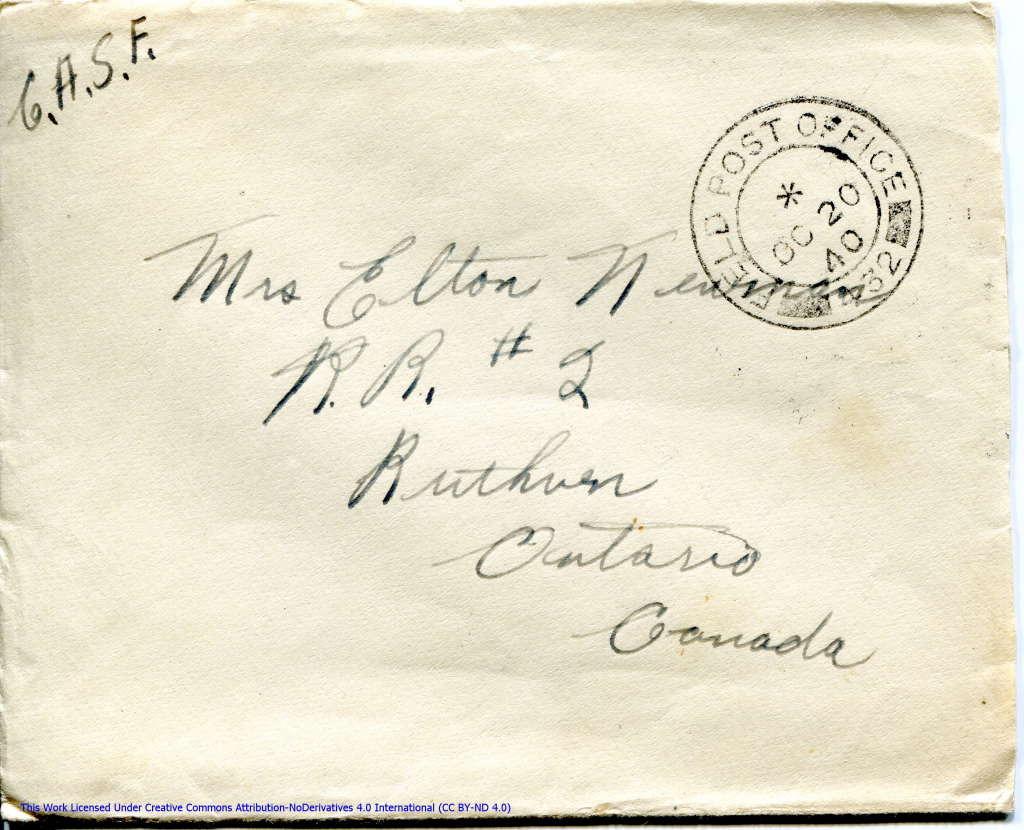 C.A.S.F.
FIELD POST OFFICE 432
*
OC 20
40
Mrs Elton Newman
R.R. # 2
Ruthven
Ontario
Canada
This Work Licensed Under Creative Commons Attribution-NoDerivatives 4.0 International (CC BY-ND 4.0)